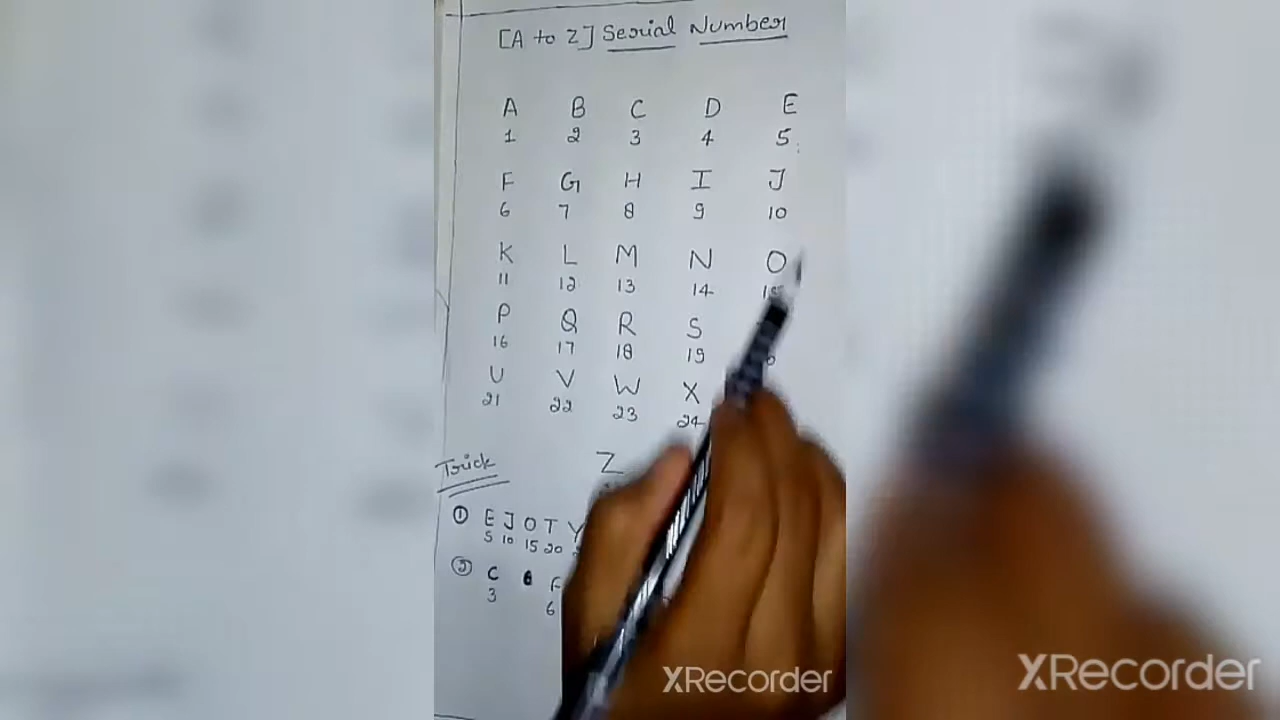 [A to Z] Serial Number
A B C D E
1 2 3 4 5
F G H I J
6 7 8 9 10
K L M N O
11 12 13 14
P Q R S
16 17 18 19
U V W X
21 22 23 24
Z
Trick
① E J O T Y
5 10 15 20
② C F
3 6
XRecorder
XRecorder